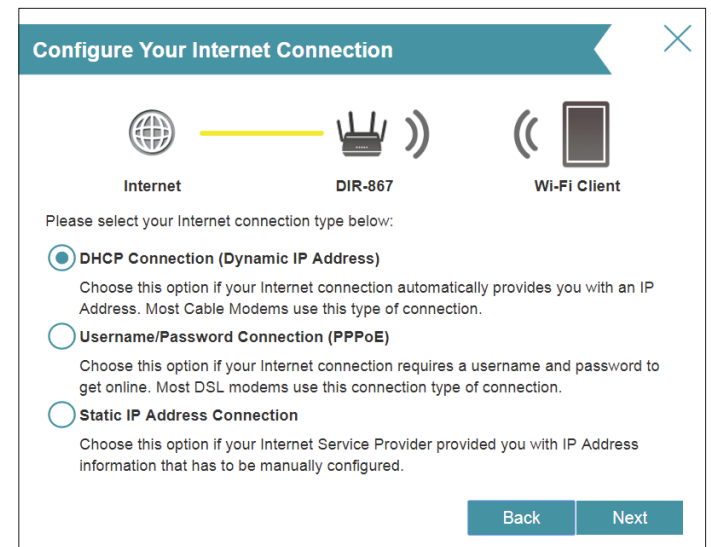 Configure Your Internet Connection
Internet
DIR-867
Wi-Fi Client
Please select your Internet connection type below:
DHCP Connection (Dynamic IP Address)
Choose this option if your Internet connection automatically provides you with an IP
Address. Most Cable Modems use this type of connection.
Username/Password Connection (PPPoE)
Choose this option if your Internet connection requires a username and password to
get online. Most DSL modems use this connection type of connection.
Static IP Address Connection
Choose this option if your Internet Service Provider provided you with IP Address
information that has to be manually configured.
Back
Next